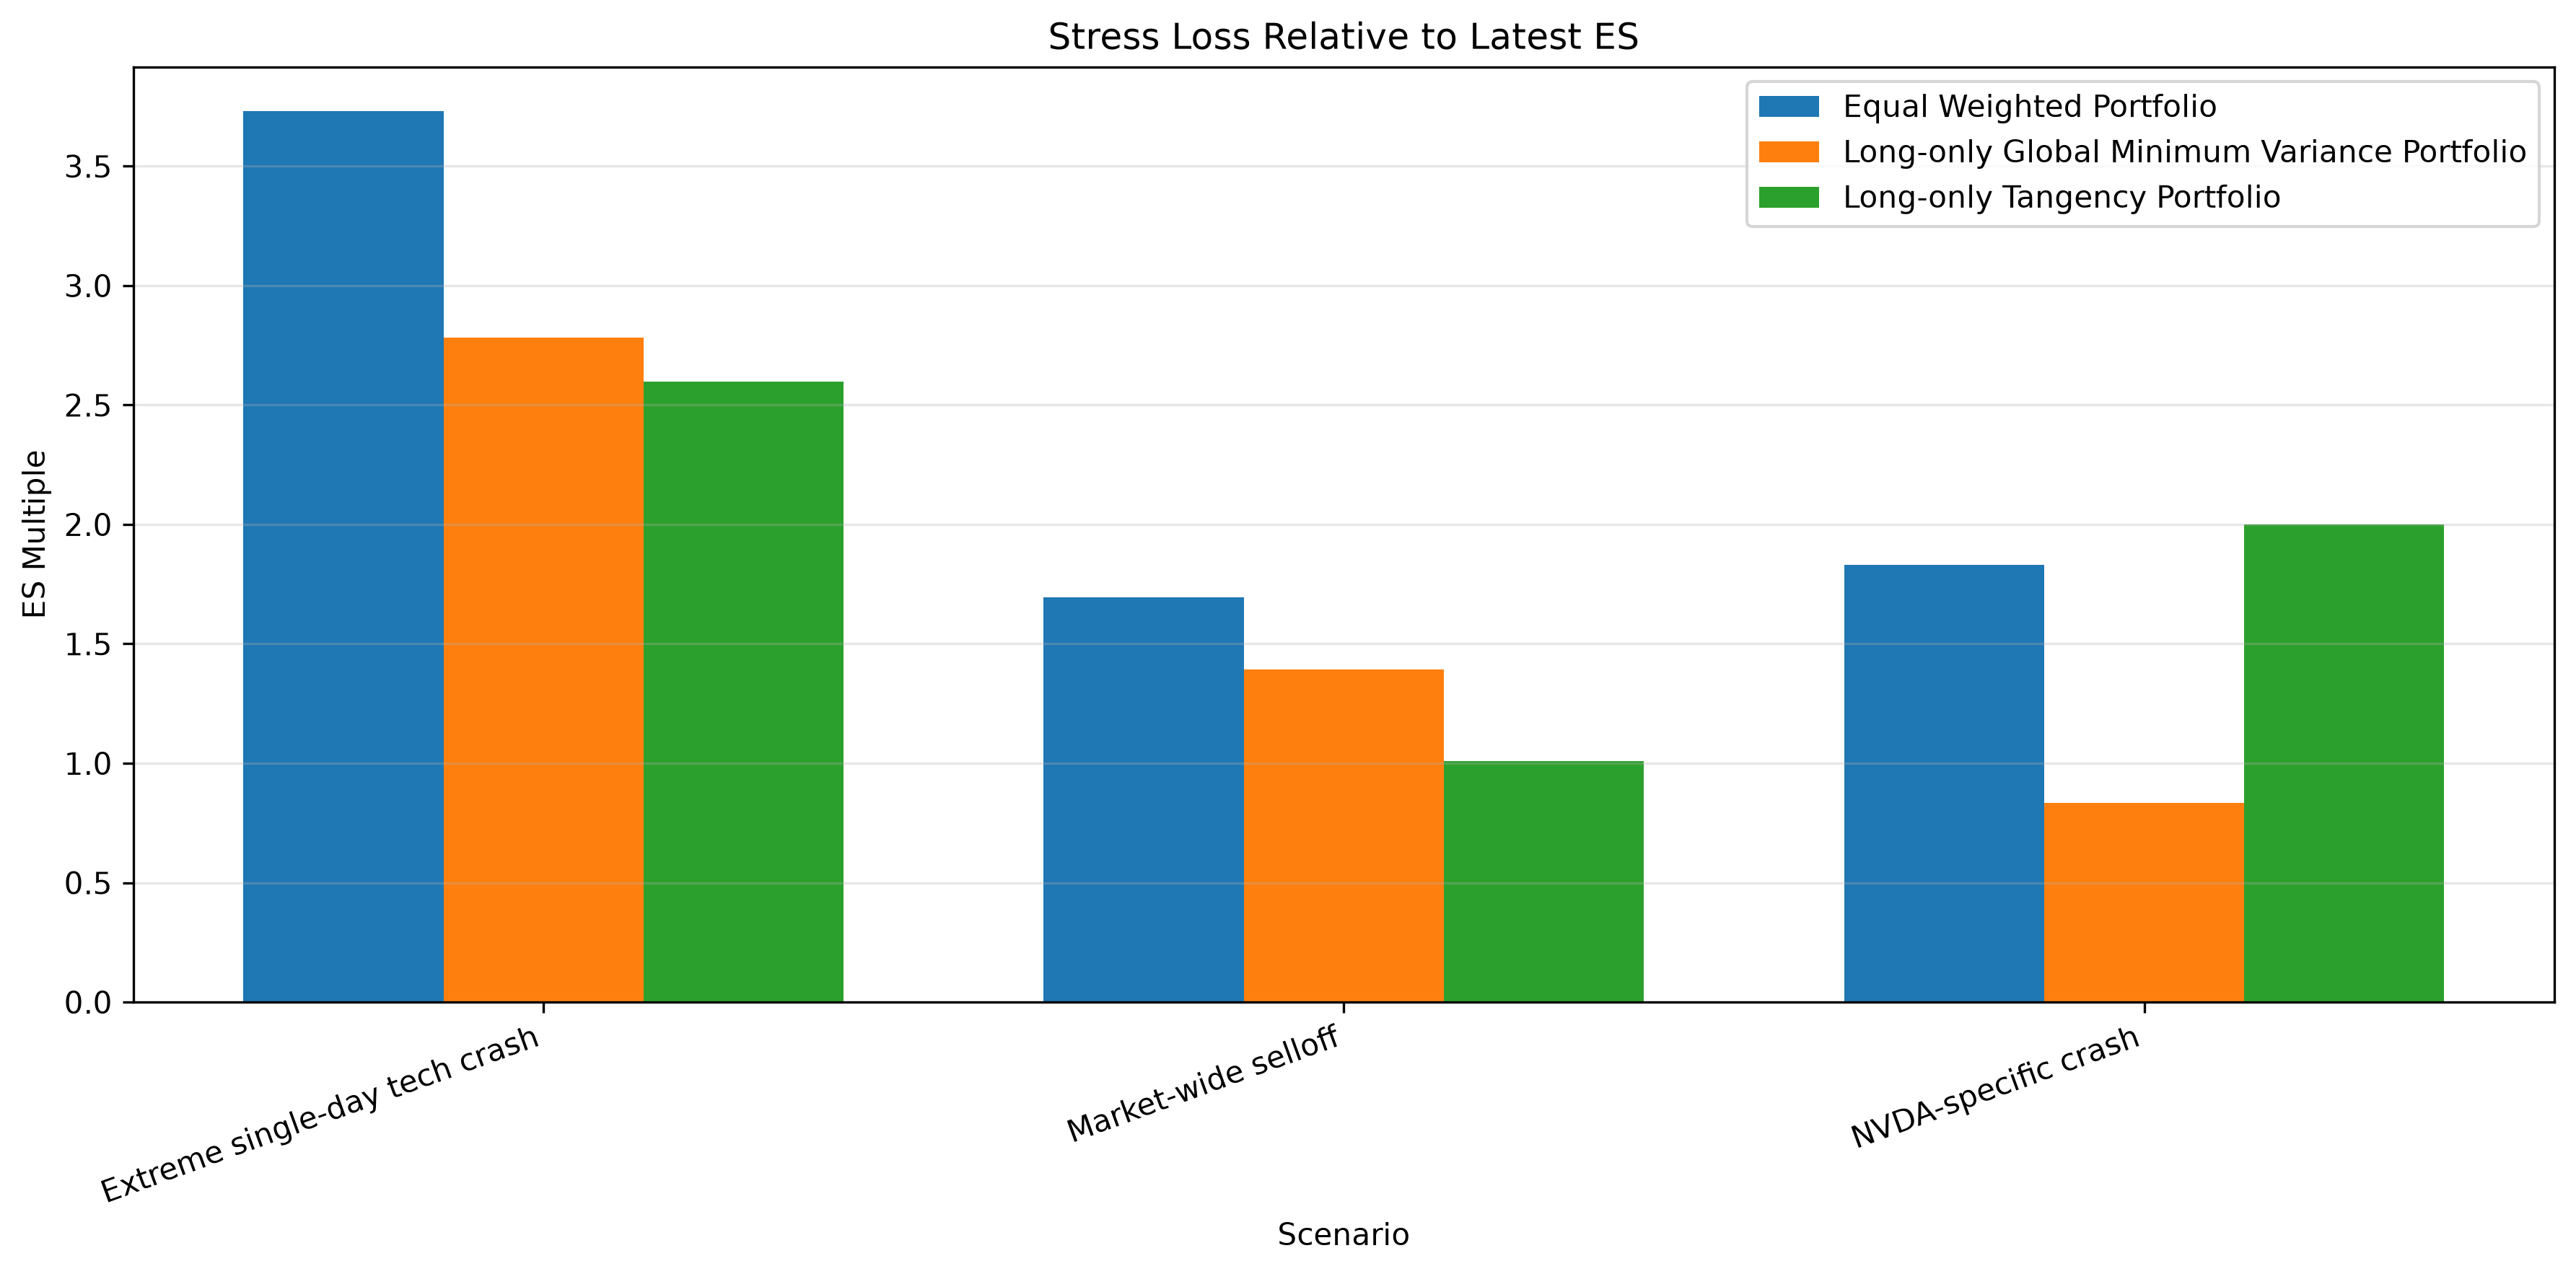 Stress Loss Relative to Latest ES
Equal Weighted Portfolio
Long-only Global Minimum Variance Portfolio
Long-only Tangency Portfolio
ES Multiple
3.5
3.0
2.5
2.0
1.5
1.0
0.5
0.0
Extreme single-day tech crash
Market-wide selloff
NVDA-specific crash
Scenario